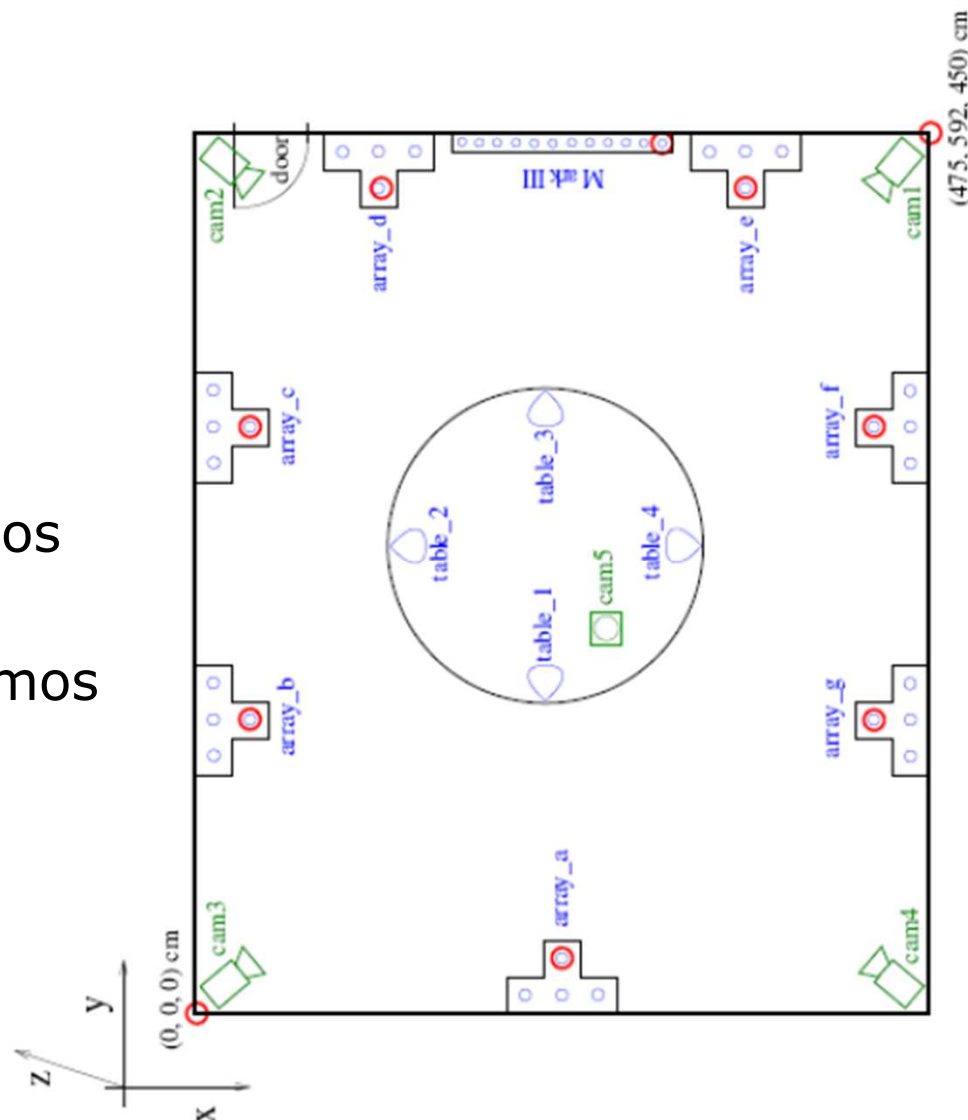 (475, 592, 450) cm
cam2
door
array_d
Mark III
array_e
cam1
array_c
array_f
table_3
table_2
table_4
os
cam5
table_1
mos
array_b
array_g
array_a
cam3
cam4
(0, 0, 0) cm
y
z
x